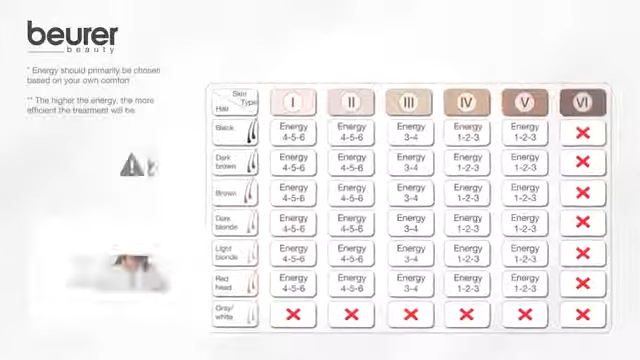 beurer
beauty
* Energy should primarily be chosen
based on your own comfort
** The higher the energy, the more
efficient the treatment will be
Skin Type Hair I II III IV V VI
Black Energy 4-5-6 Energy 4-5-6 Energy 3-4 Energy 1-2-3 Energy 1-2-3
Dark brown Energy 4-5-6 Energy 4-5-6 Energy 3-4 Energy 1-2-3 Energy 1-2-3
Brown Energy 4-5-6 Energy 4-5-6 Energy 3-4 Energy 1-2-3 Energy 1-2-3
Dark blonde Energy 4-5-6 Energy 4-5-6 Energy 3-4 Energy 1-2-3 Energy 1-2-3
Light blonde Energy 4-5-6 Energy 4-5-6 Energy 3-4 Energy 1-2-3 Energy 1-2-3
Red head Energy 4-5-6 Energy 4-5-6 Energy 3-4 Energy 1-2-3 Energy 1-2-3
Gray/ white